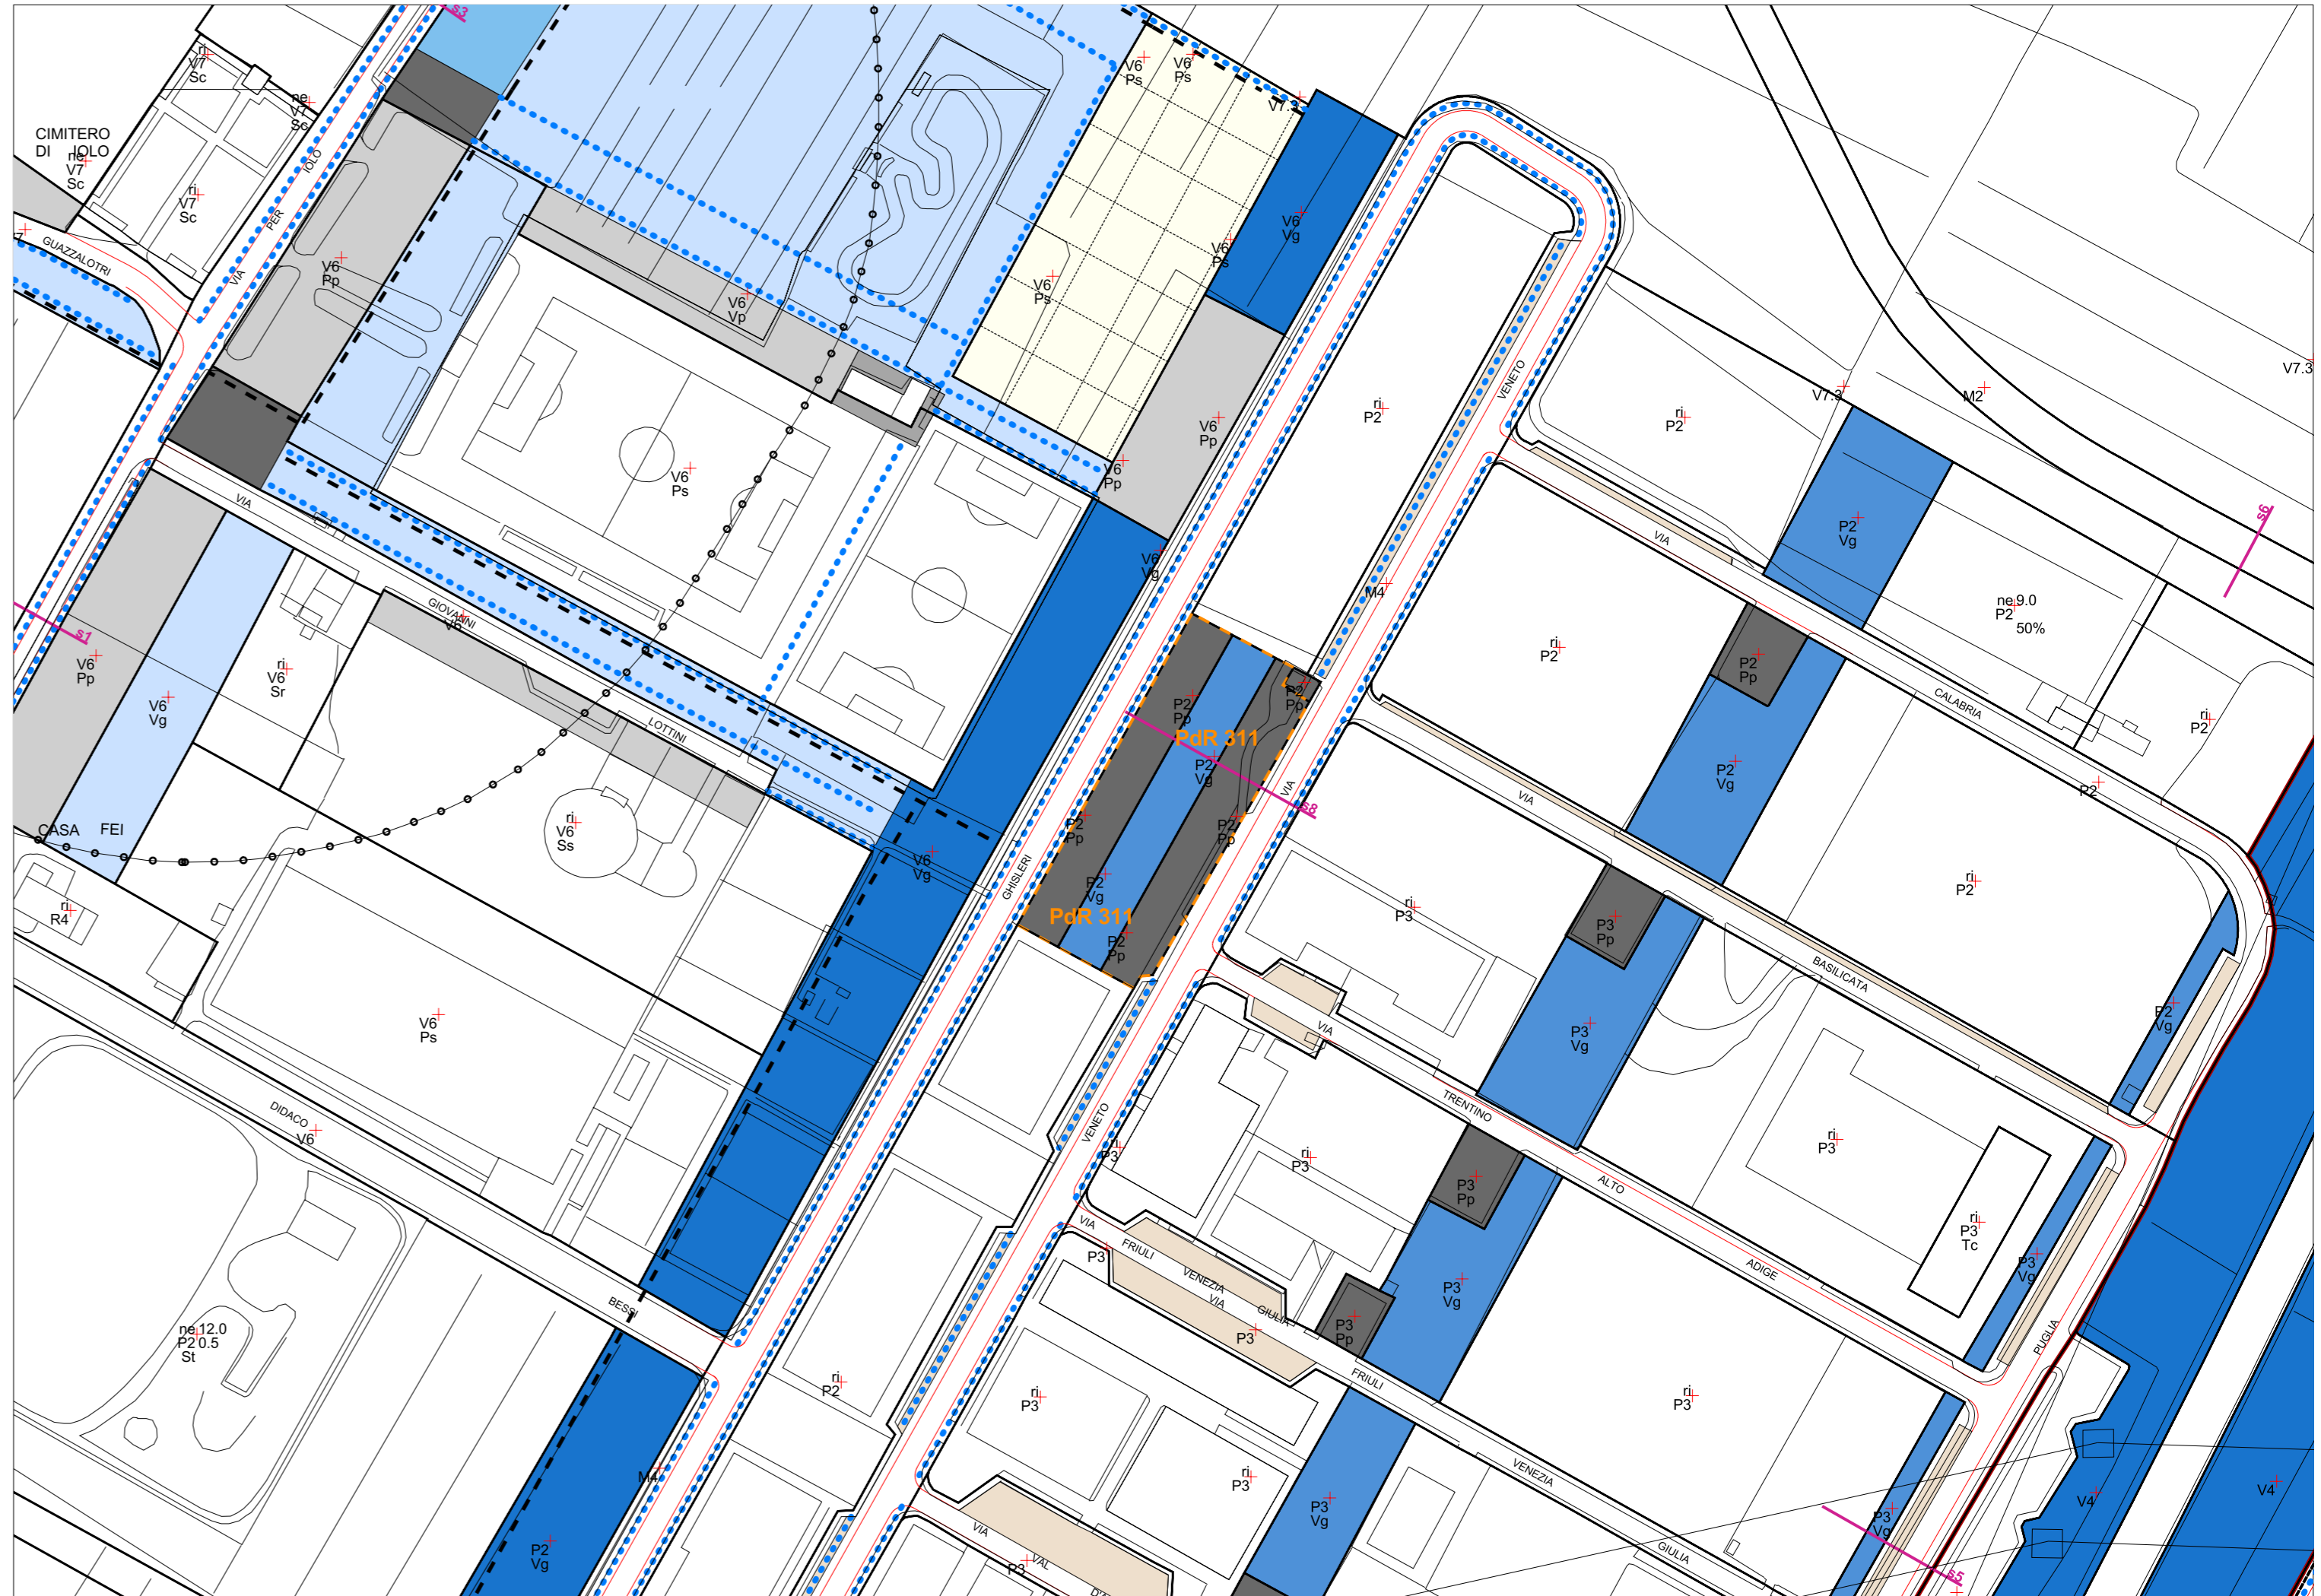 s3
ri
V7
Sc
ne
V7
Sc
CIMITERO
DI IOLO
ne
V7
Sc
ri
V7
Sc
VIA
PER
IOLO
GUAZZALOTRI
V6
Pp
V6
Vp
V6
Ps
V6
Ps
V7.3
V6
Vg
V6
Ps
V6
Ps
V6
Pp
V6
Pp
V6
Ps
ri
P2
VENETO
ri
P2
V7.3
M2
V7.3
P2
Vg
s6
ne 9.0
P2
50%
VIA
GIOVANNI
V6
LOTTINI
s1
V6
Pp
V6
Vg
ri
V6
Sr
V6
Vg
M4
VIA
ri
P2
P2
Pp
P2
Vg
CALABRIA
ri
P2
P2
P2
Pp
P2
Pp
PdR 311
P2
Vg
VIA
s8
VIA
P2
Pp
P2
Pp
P2
Vg
PdR 311
P2
Pp
GHISLERI
CASA FEI
ri
R4
ri
V6
Ss
V6
Vg
ri
P3
P3
Pp
ri
P2
BASILICATA
P2
Vg
V6
Ps
DIDACO
V6
BESSI
VENETO
VIA
P3
Vg
TRENTINO
ALTO
ADIGE
ri
P3
ri
P3
Tc
P3
Vg
PUGLIA
ri
P3
ri
P3
P3
Pp
P3
Vg
VIA
FRIULI
VENEZIA
GIULIA
P3
VIA
P3
P3
Pp
FRIULI
VENEZIA
GIULIA
ne 12.0
P2 0.5
St
ri
P2
ri
P3
ri
P3
ri
P3
P3
Vg
M4
P2
Vg
VIA
VAL
P3
P3
Vg
s5
V4
V4